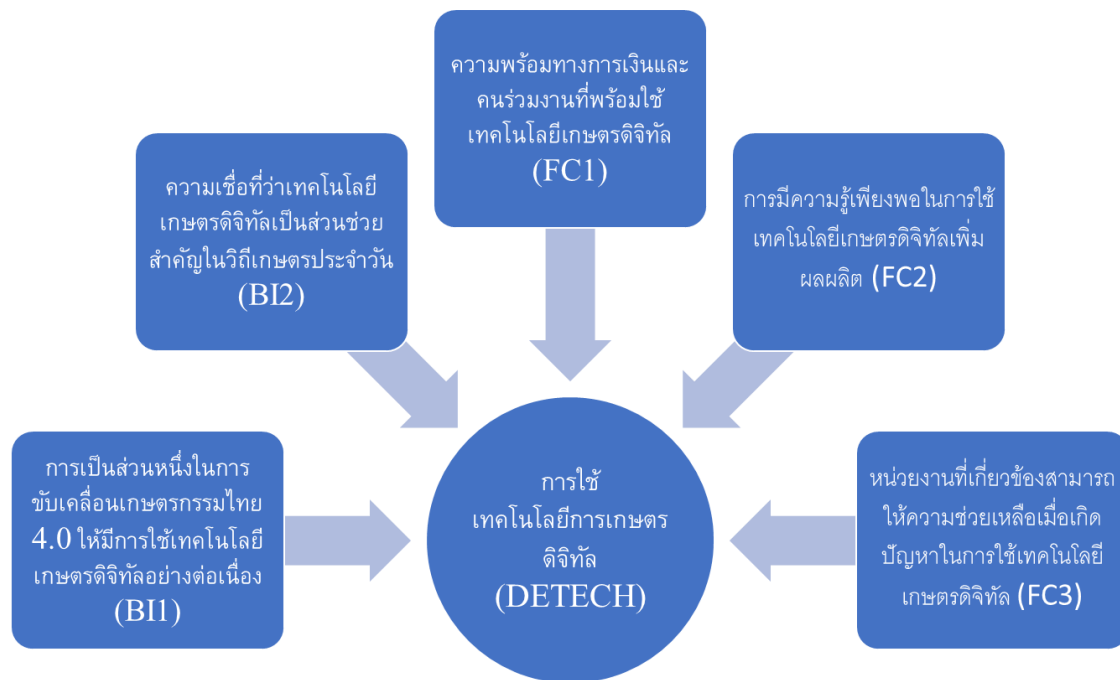 ความพร้อมทางการเงินและ
คนร่วมงานที่พร้อมใช้
เทคโนโลยีเกษตรดิจิทัล
(FC1)
ความเชื่อที่ว่าเทคโนโลยี
เกษตรดิจิทัลเป็นส่วนช่วย
สำคัญในวิถีเกษตรประจำวัน
(BI2)
การมีความรู้เพียงพอในการใช้
เทคโนโลยีเกษตรดิจิทัลเพิ่ม
ผลผลิต (FC2)
การเป็นส่วนหนึ่งในการ
ขับเคลื่อนเกษตรกรรมไทย
4.0 ให้มีการใช้เทคโนโลยี
เกษตรดิจิทัลอย่างต่อเนื่อง
(BI1)
การใช้
เทคโนโลยีการเกษตร
ดิจิทัล
(DETECH)
หน่วยงานที่เกี่ยวข้องสามารถ
ให้ความช่วยเหลือเมื่อเกิด
ปัญหาในการใช้เทคโนโลยี
เกษตรดิจิทัล (FC3)